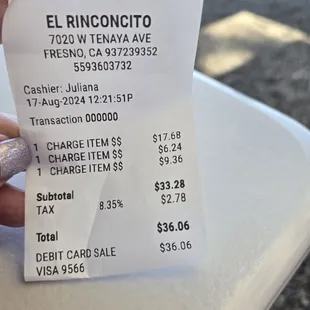 EL RINCONCITO
7020 W TENAYA AVE
FRESNO, CA 937239352
5593603732
Cashier: Juliana
17-Aug-2024 12:21:51P
Transaction 000000
1 CHARGE ITEM $$ $17.68
1 CHARGE ITEM $$ $6.24
1 CHARGE ITEM $$ $9.36
Subtotal $33.28
TAX 8.35% $2.78
Total $36.06
DEBIT CARD SALE $36.06
VISA 9566